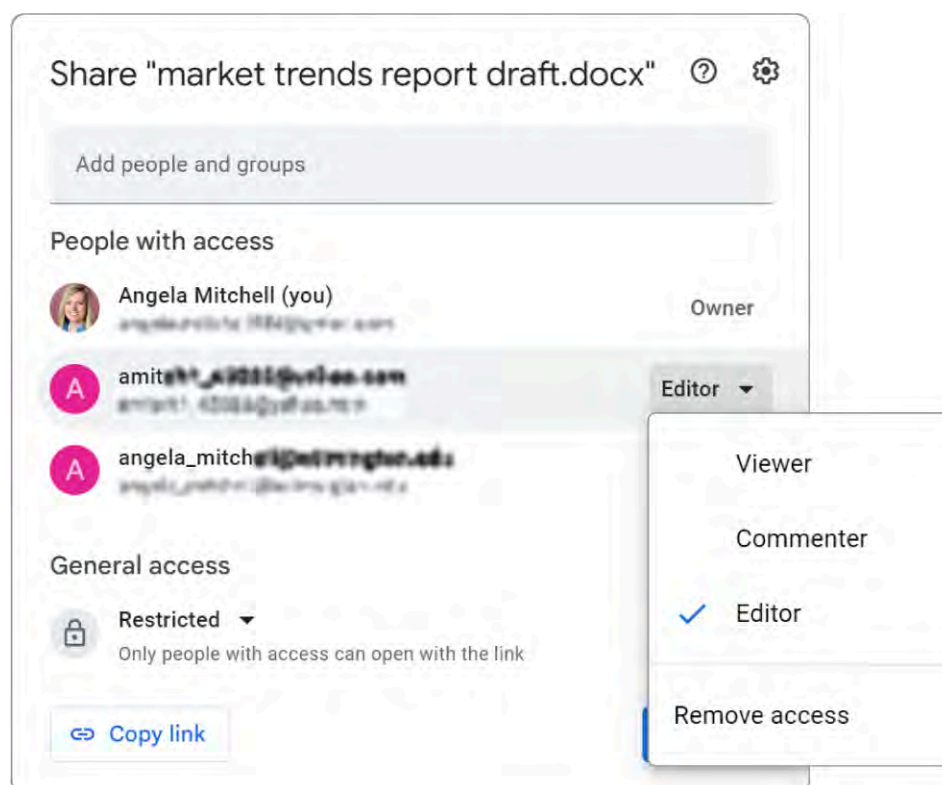 Share "market trends report draft.docx"
Add people and groups
People with access
Angela Mitchell (you)
Owner
A
amit
Editor
A
angela_mitch
Viewer
Commenter
Editor
Remove access
General access
Restricted
Only people with access can open with the link
Copy link